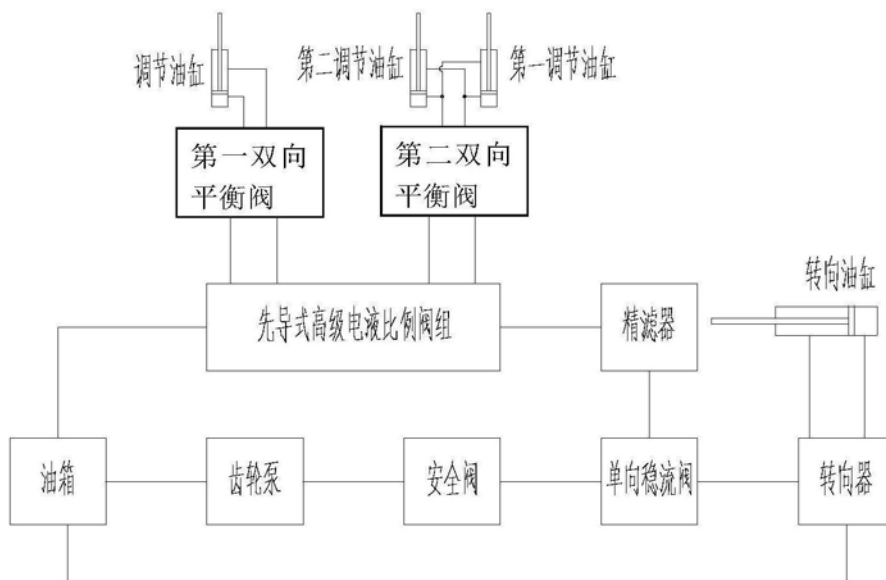 调节油缸
第二调节油缸
第一调节油缸
第一双向
平衡阀
第二双向
平衡阀
转向油缸
先导式高级电液比例阀组
精滤器
油箱
齿轮泵
安全阀
单向稳流阀
转向器